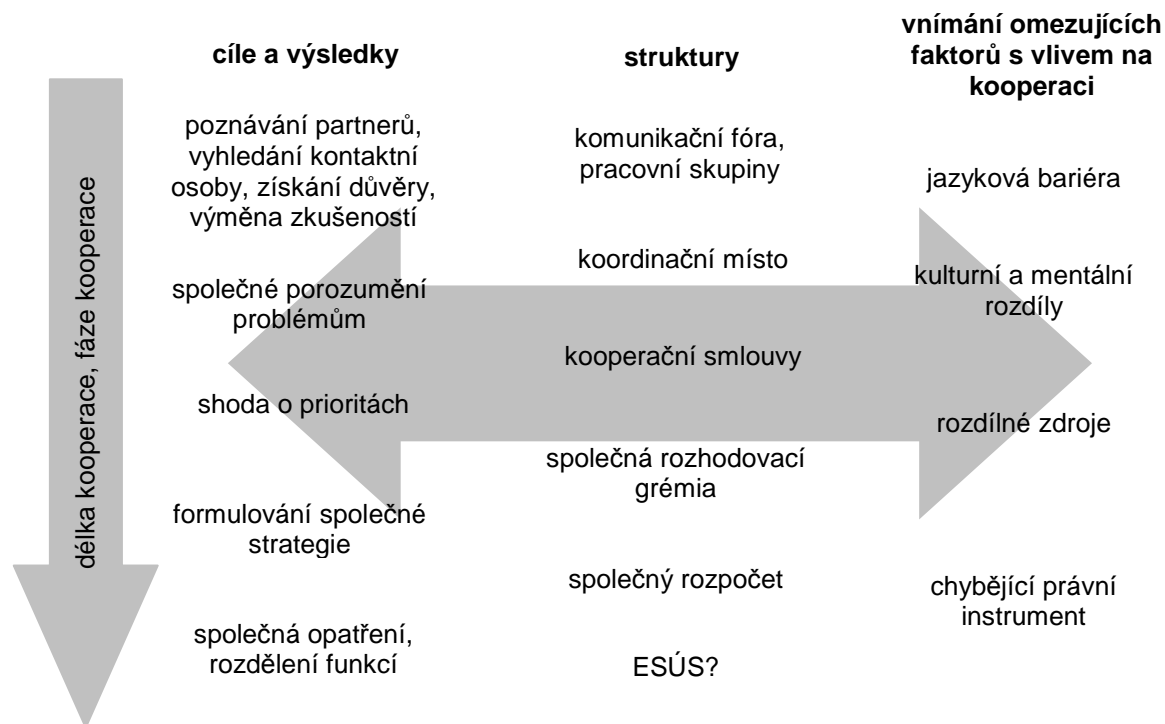 cíle a výsledky
poznávání partnerů,
vyhledání kontaktní
osoby, získání důvěry,
výměna zkušeností
společné porozumění
problémům
shoda o prioritách
formulování společné
strategie
společná opatření,
rozdělení funkcí
struktury
komunikační fóra,
pracovní skupiny
koordinační místo
kooperační smlouvy
společná rozhodovací
grémia
společný rozpočet
ESÚS?
vnímání omezujících
faktorů s vlivem na
kooperaci
jazyková bariéra
kulturní a mentální
rozdíly
rozdílné zdroje
chybějící právní
instrument
délka kooperace, fáze kooperace